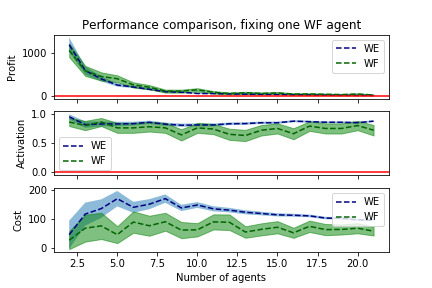 Performance comparison, fixing one WF agent
Profit
1000
0
WE
WF
Activation
1.0
0.5
0.0
WE
WF
Cost
200
100
0
WE
WF
2.5 5.0 7.5 10.0 12.5 15.0 17.5 20.0
Number of agents